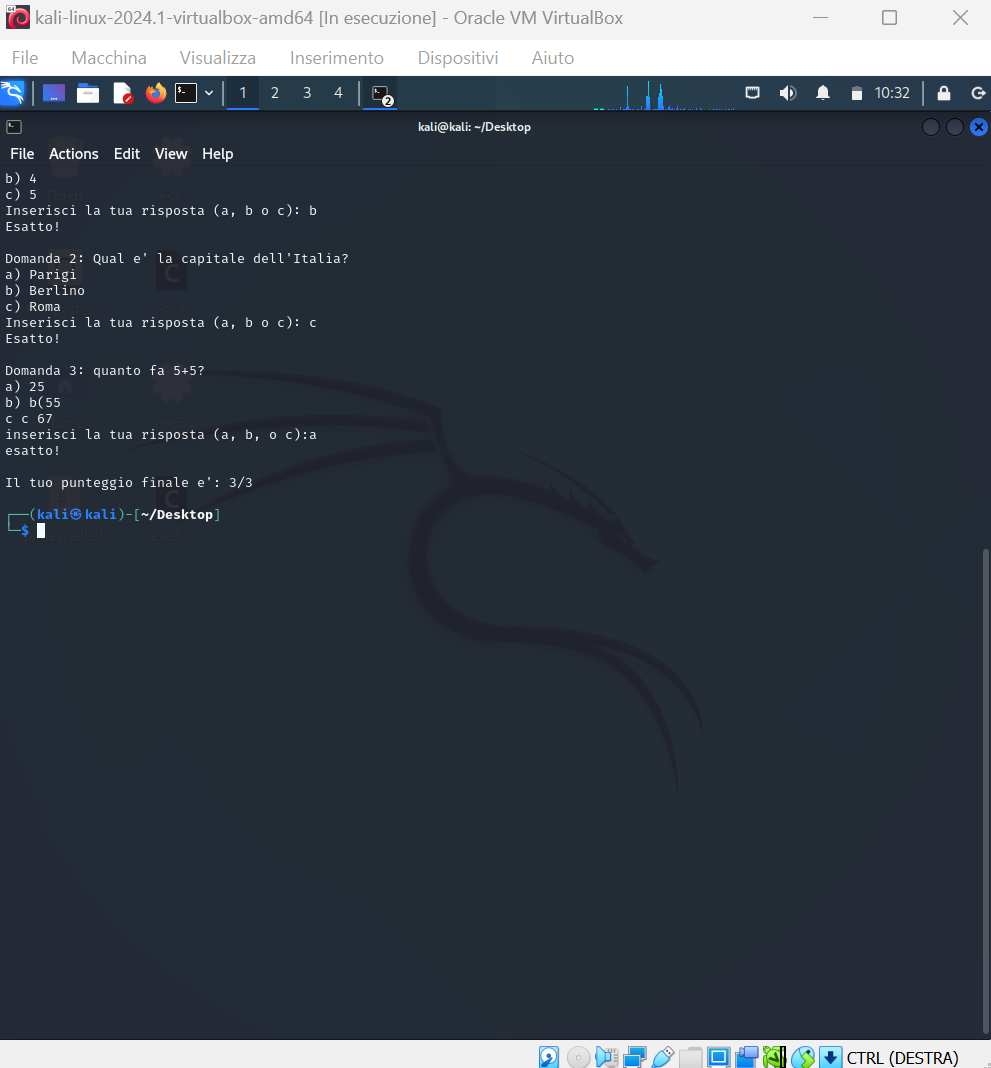 kali-linux-2024.1-virtualbox-amd64 [In esecuzione] - Oracle VM VirtualBox
File Macchina Visualizza Inserimento Dispositivi Aiuto
1 2 3 4 2 10:32
kali@kali: ~/Desktop
File Actions Edit View Help
b) 4
c) 5
Inserisci la tua risposta (a, b o c): b
Esatto!
Domanda 2: Qual e' la capitale dell'Italia?
a) Parigi
b) Berlino
c) Roma
Inserisci la tua risposta (a, b o c): c
Esatto!
Domanda 3: quanto fa 5+5?
a) 25
b) b(55
c c 67
inserisci la tua risposta (a, b, o c):a
esatto!
Il tuo punteggio finale e': 3/3
┌──(kali㉿kali)-[~/Desktop]
└─$
CTRL (DESTRA)